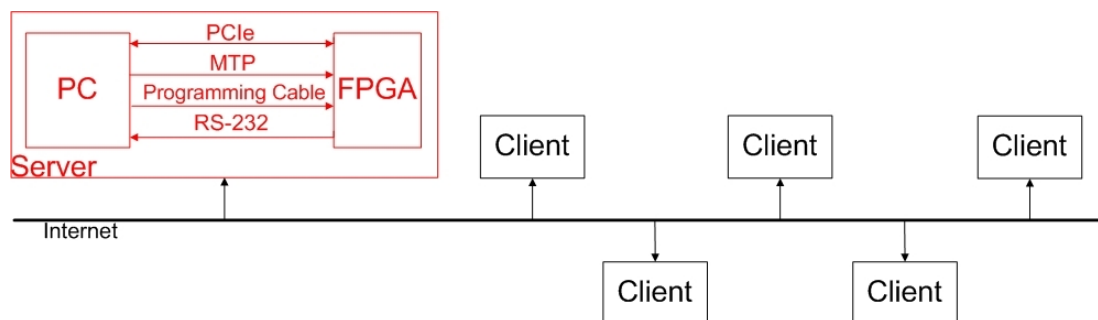 PCIe
MTP
PC
Programming Cable
FPGA
RS-232
Server
Client
Client
Client
Internet
Client
Client